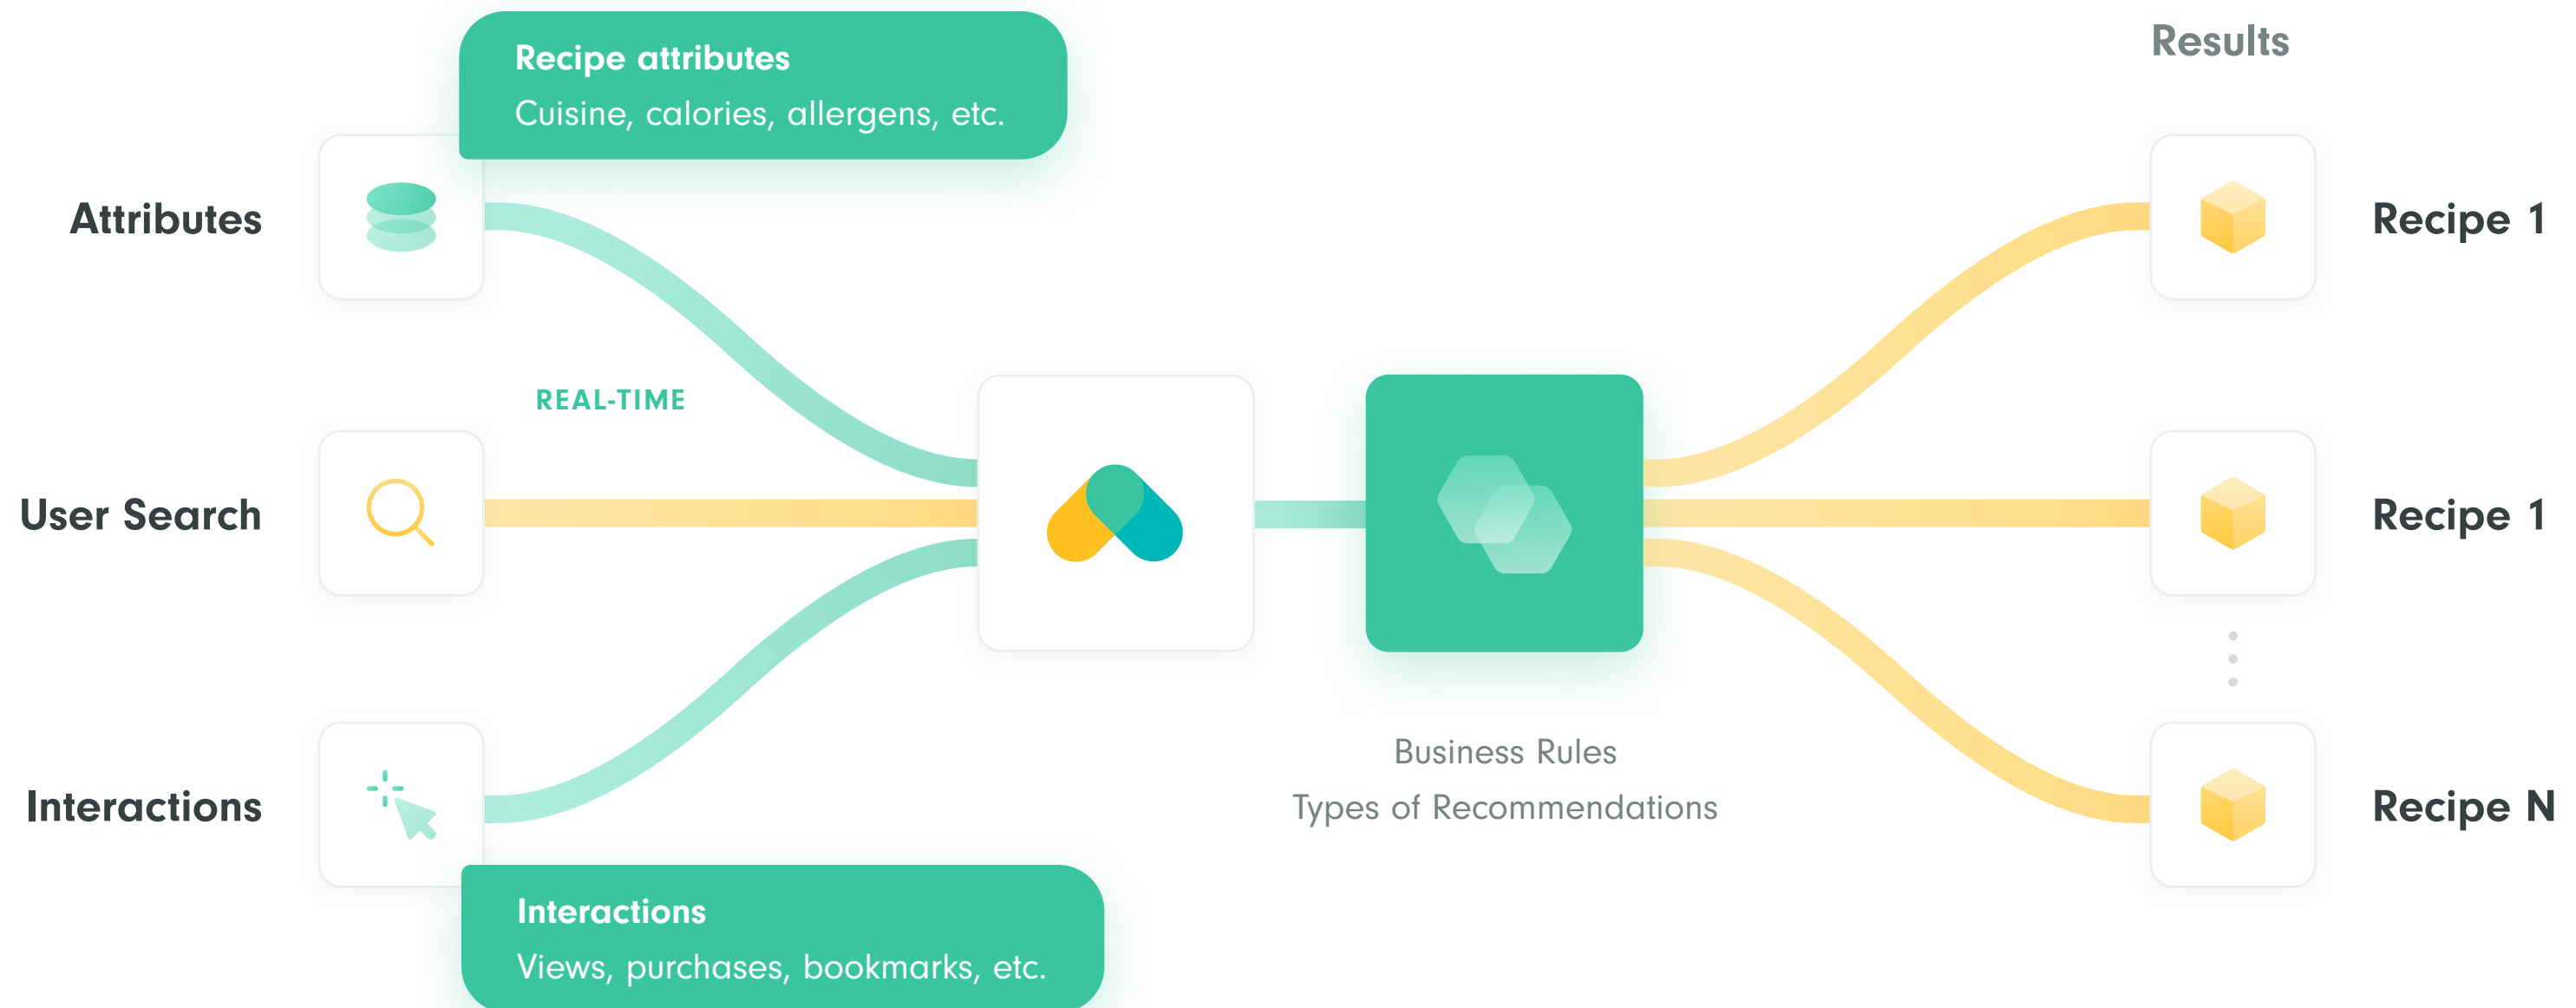 Results
Recipe attributes
Cuisine, calories, allergens, etc.
Attributes
Recipe 1
REAL-TIME
User Search
Recipe 1
Business Rules
Types of Recommendations
Interactions
Recipe N
Interactions
Views, purchases, bookmarks, etc.